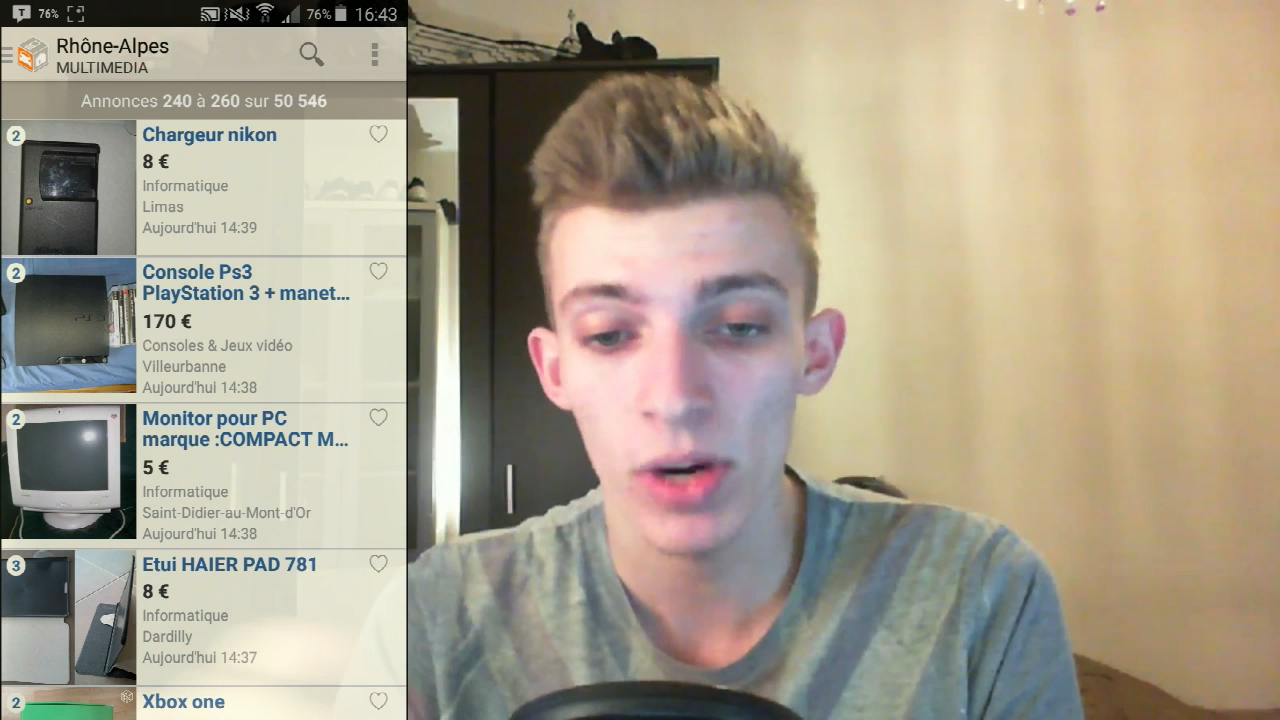 T 76% 76% 16:43
Rhône-Alpes
MULTIMEDIA
Annonces 240 à 260 sur 50 546
2
Chargeur nikon
8 €
Informatique
Limas
Aujourd'hui 14:39
2
Console Ps3
PlayStation 3 + manet...
170 €
Consoles & Jeux vidéo
Villeurbanne
Aujourd'hui 14:38
2
Monitor pour PC
marque :COMPACT M...
5 €
Informatique
Saint-Didier-au-Mont-d'Or
Aujourd'hui 14:38
3
Etui HAIER PAD 781
8 €
Informatique
Dardilly
Aujourd'hui 14:37
2
Xbox one